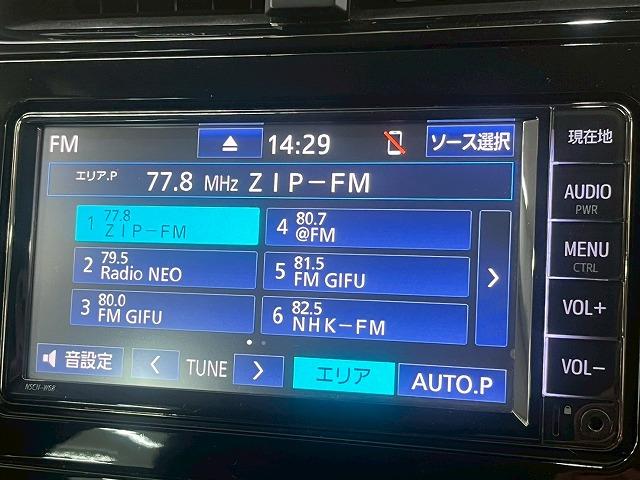 FM
14:29
ソース選択
エリア.P
77.8 MHz ZIP-FM
1 77.8 ZIP-FM
4 80.7 @FM
2 79.5 Radio NEO
5 81.5 FM GIFU
3 80.0 FM GIFU
6 82.5 NHK-FM
音設定
TUNE
エリア
AUTO.P
NSCN-W68
現在地
AUDIO
PWR
MENU
CTRL
VOL+
VOL-